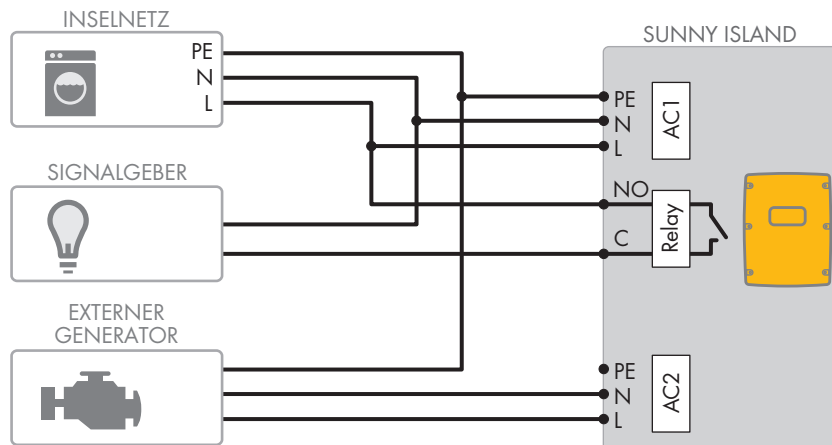 INSELNETZ
PE
N
L
SIGNALGEBER
EXTERNER
GENERATOR
SUNNY ISLAND
PE
N
L
AC1
NO
C
Relay
PE
N
L
AC2